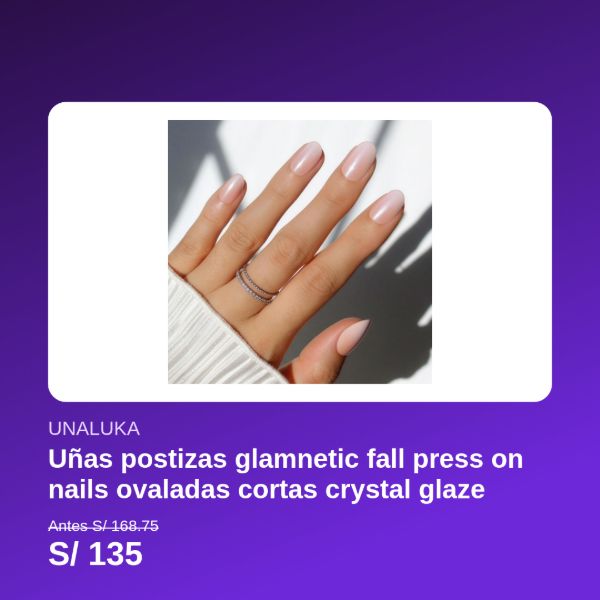 UNALUKA
Uñas postizas glamnetic fall press on
nails ovaladas cortas crystal glaze
Antes S/ 168.75
S/ 135